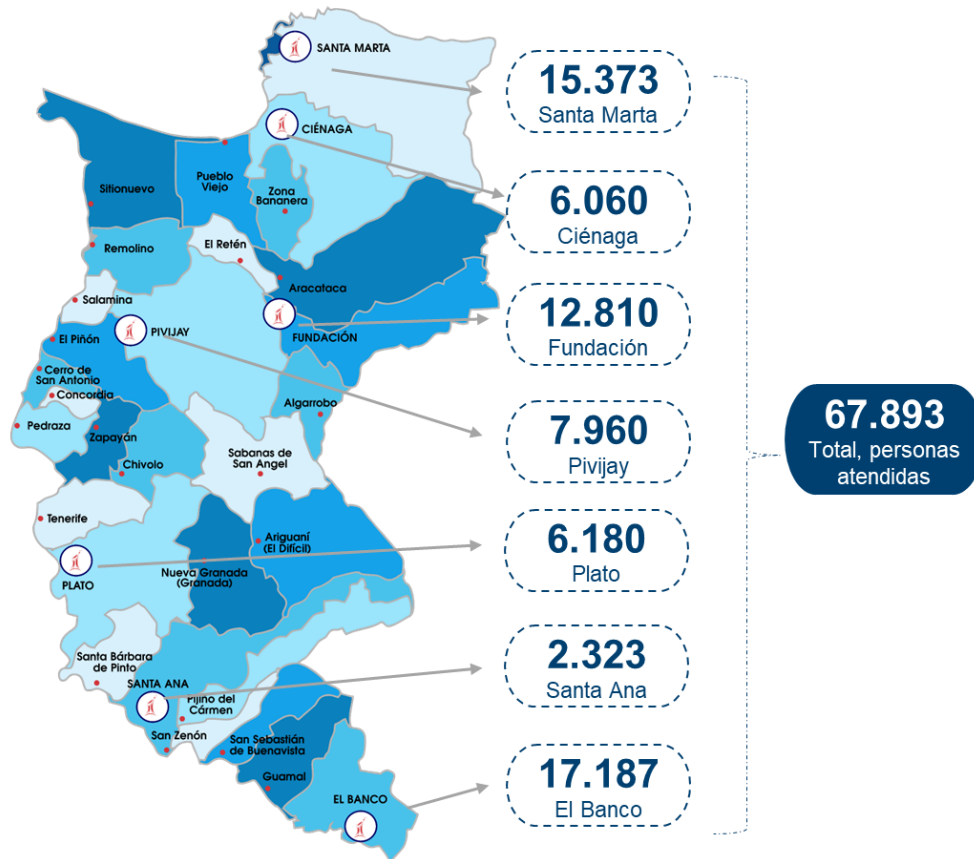 SANTA MARTA
CIÉNAGA
Pueblo
Viejo
Sitionuevo
Zona
Bananera
El Retén
Remolino
Aracataca
Salamina
PIVIJAY
FUNDACIÓN
El Piñón
Cerro de
San Antonio
Concordia
Algarrobo
Pedraza
Zapayán
Chivolo
Sabanas de
San Angel
Tenerife
Ariguaní
(El Difícil)
PLATO
Nueva Granada
(Granada)
Santa Bárbara
de Pinto
SANTA ANA
Pijiño del
Cármen
San Zenón
San Sebastián
de Buenavista
Guamal
EL BANCO
15.373
Santa Marta
6.060
Ciénaga
12.810
Fundación
7.960
Pivijay
6.180
Plato
2.323
Santa Ana
17.187
El Banco
67.893
Total, personas
atendidas